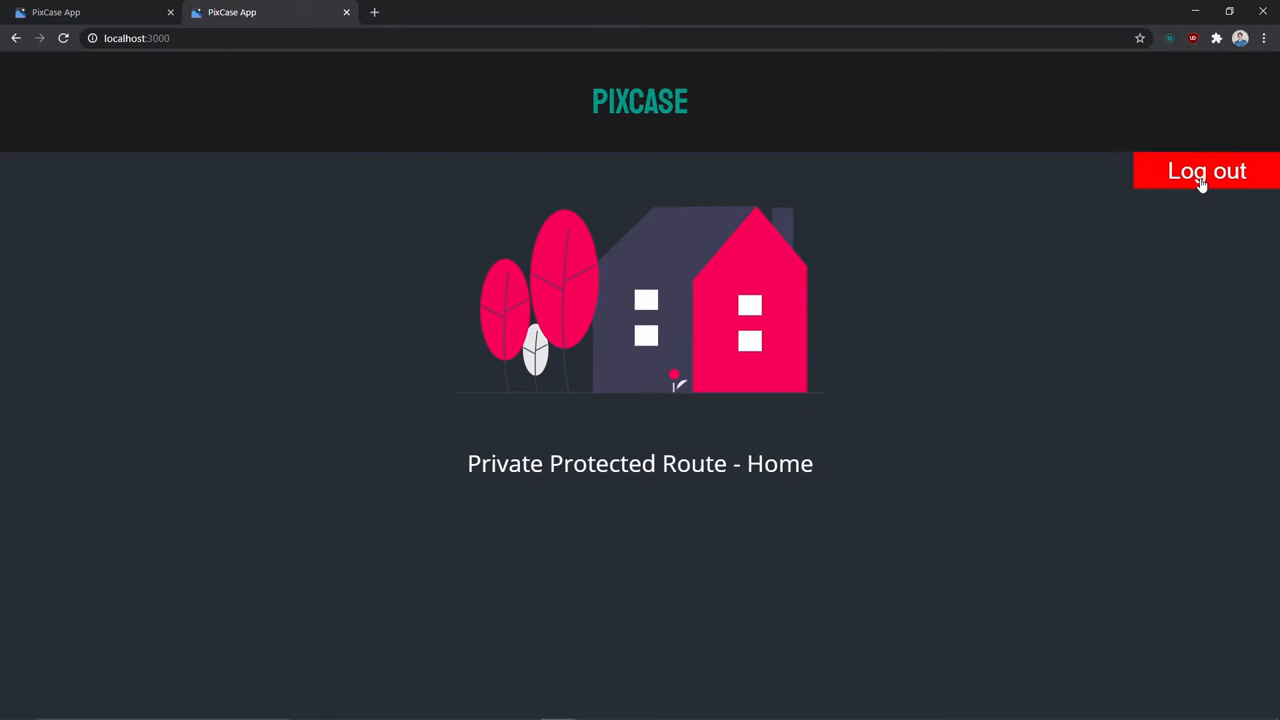 PixCase App
PixCase App
localhost:3000
PIXCASE
Log out
Private Protected Route - Home